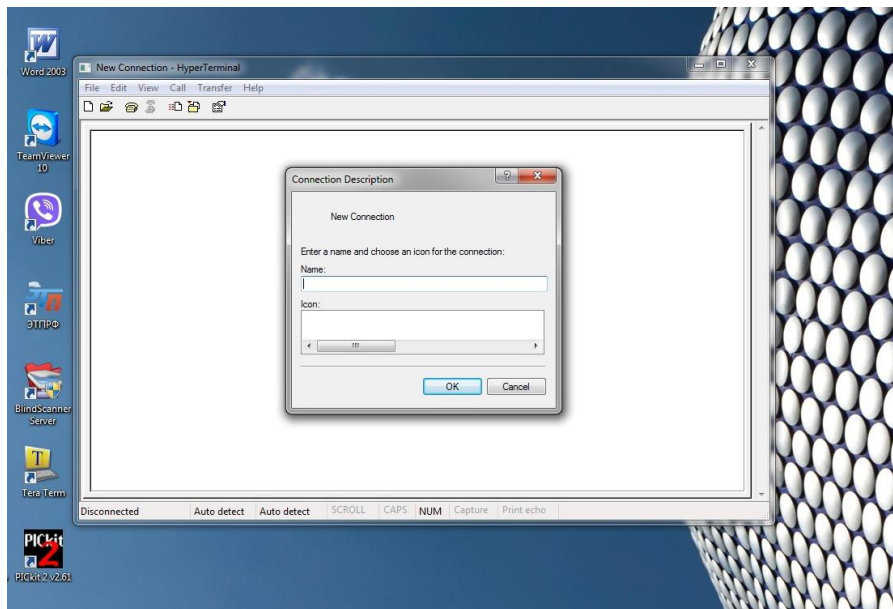 Word 2003
TeamViewer
10
Viber
ЭТПРФ
BlindScanner
Server
T
Tera Term
PICkit
2
PICkit 2 v2.61
New Connection - HyperTerminal
File Edit View Call Transfer Help
Connection Description
New Connection
Enter a name and choose an icon for the connection:
Name:
Icon:
OK Cancel
Disconnected Auto detect Auto detect SCROLL CAPS NUM Capture Print echo